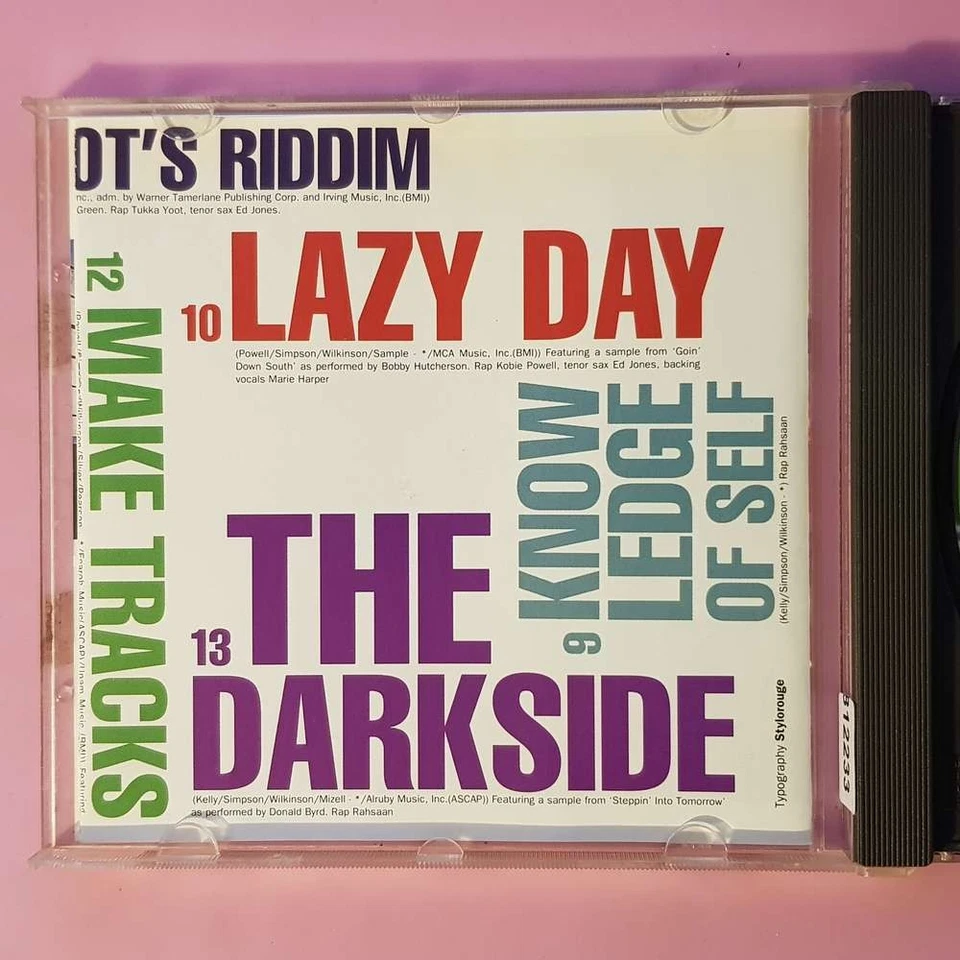 OT'S RIDDIM
nc., adm. by Warner Tamerlane Publishing Corp. and Irving Music, Inc.(BMI))
Green. Rap Tukka Yoot, tenor sax Ed Jones.
10 LAZY DAY
(Powell/Simpson/Wilkinson/Sample - */MCA Music, Inc.(BMI)) Featuring a sample from 'Goin'
Down South' as performed by Bobby Hutcherson. Rap Kobie Powell, tenor sax Ed Jones, backing
vocals Marie Harper
12 MAKE TRACKS
9 KNOW
LEDGE
OF SELF
(Kelly/Simpson/Wilkinson - *) Rap Rahsaan
13 THE
DARKSIDE
(Kelly/Simpson/Wilkinson/Mizell - */Alruby Music, Inc.(ASCAP)) Featuring a sample from 'Steppin' Into Tomorrow'
as performed by Donald Byrd. Rap Rahsaan
Typography Stylorouge
312233